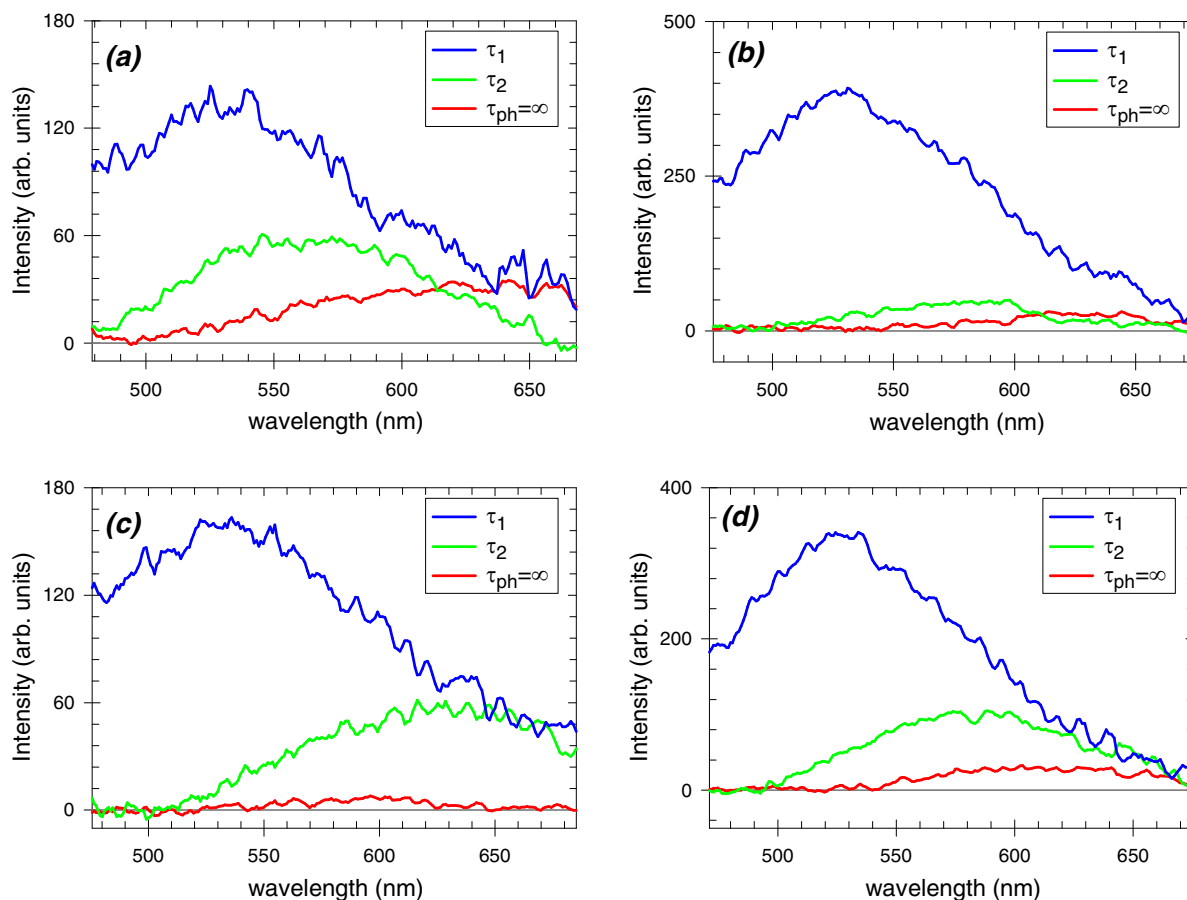 (a)
τ1
τ2
τph=∞
180
120
60
0
500 550 600 650
Intensity (arb. units)
wavelength (nm)
(b)
τ1
τ2
τph=∞
500
250
0
500 550 600 650
Intensity (arb. units)
wavelength (nm)
(c)
τ1
τ2
τph=∞
180
120
60
0
500 550 600 650
Intensity (arb. units)
wavelength (nm)
(d)
τ1
τ2
τph=∞
400
200
0
500 550 600 650
Intensity (arb. units)
wavelength (nm)